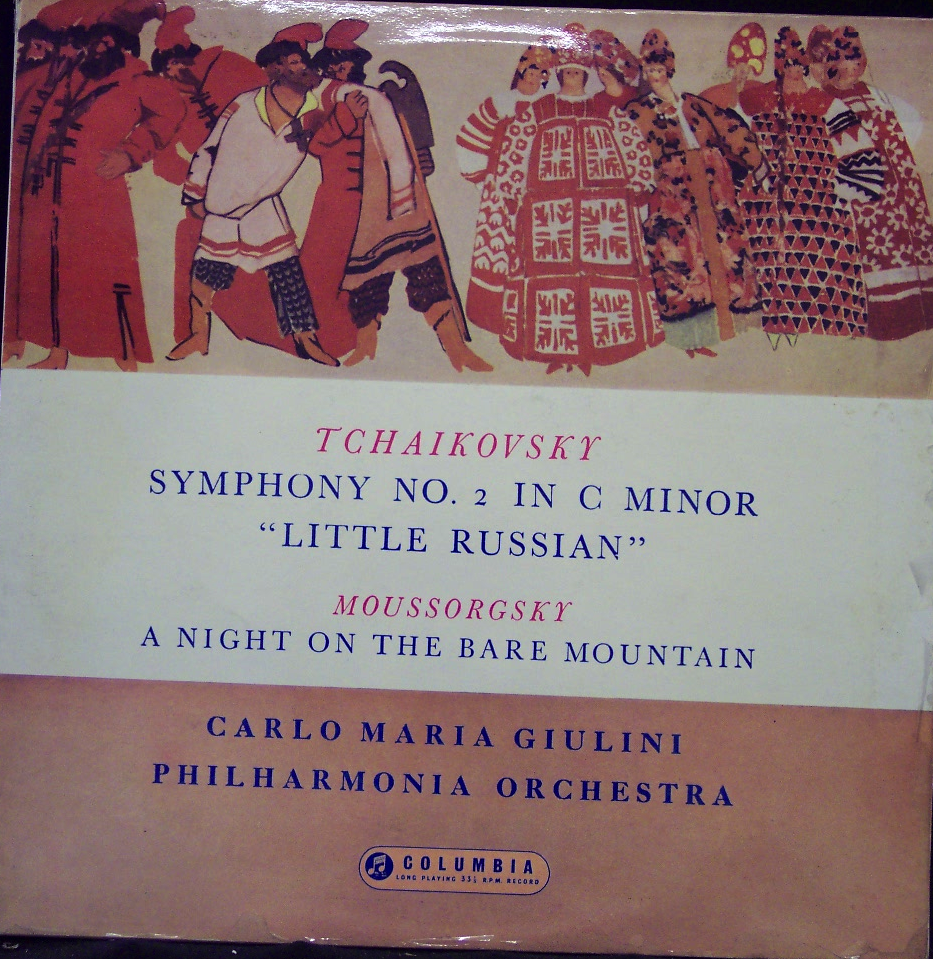 TCHAIKOVSKY
SYMPHONY NO. 2 IN C MINOR
“LITTLE RUSSIAN”
MOUSSORGSKY
A NIGHT ON THE BARE MOUNTAIN
CARLO MARIA GIULINI
PHILHARMONIA ORCHESTRA
COLUMBIA
LONG PLAYING 33⅓ R.P.M. RECORD